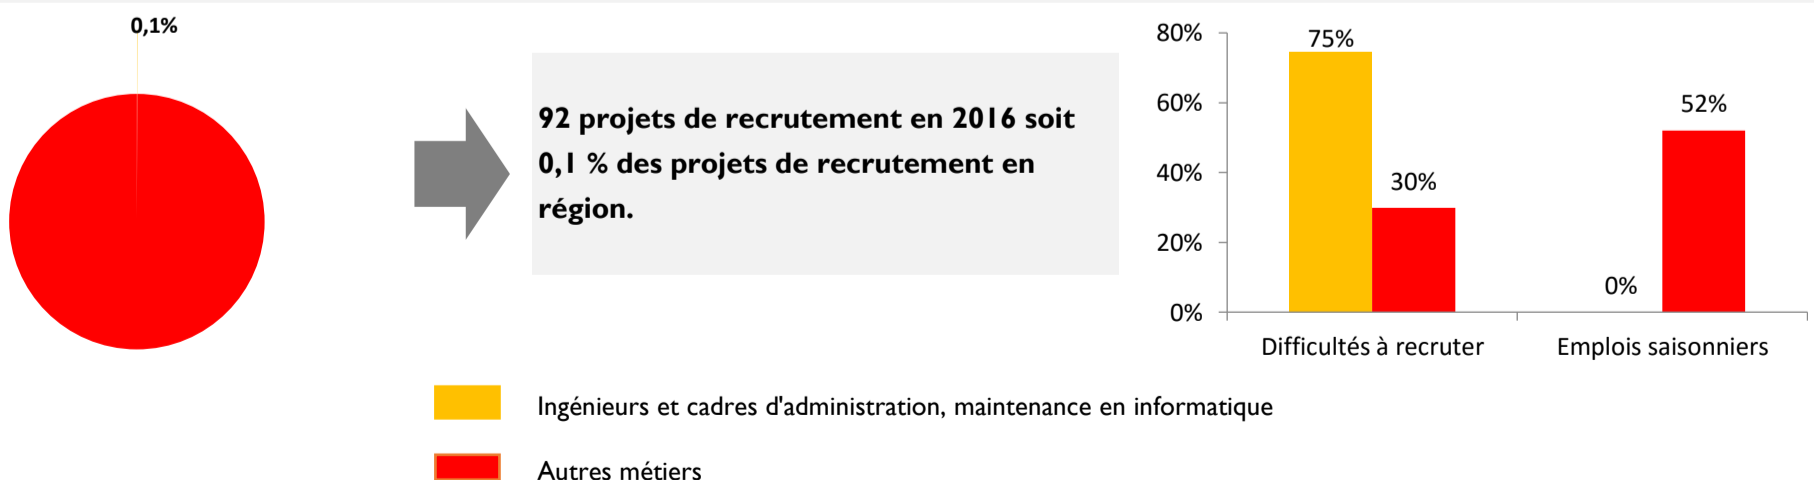 0,1%
92 projets de recrutement en 2016 soit
0,1 % des projets de recrutement en
région.
80%
60%
40%
20%
0%
75%
30%
0%
52%
Difficultés à recruter
Emplois saisonniers
Ingénieurs et cadres d'administration, maintenance en informatique
Autres métiers